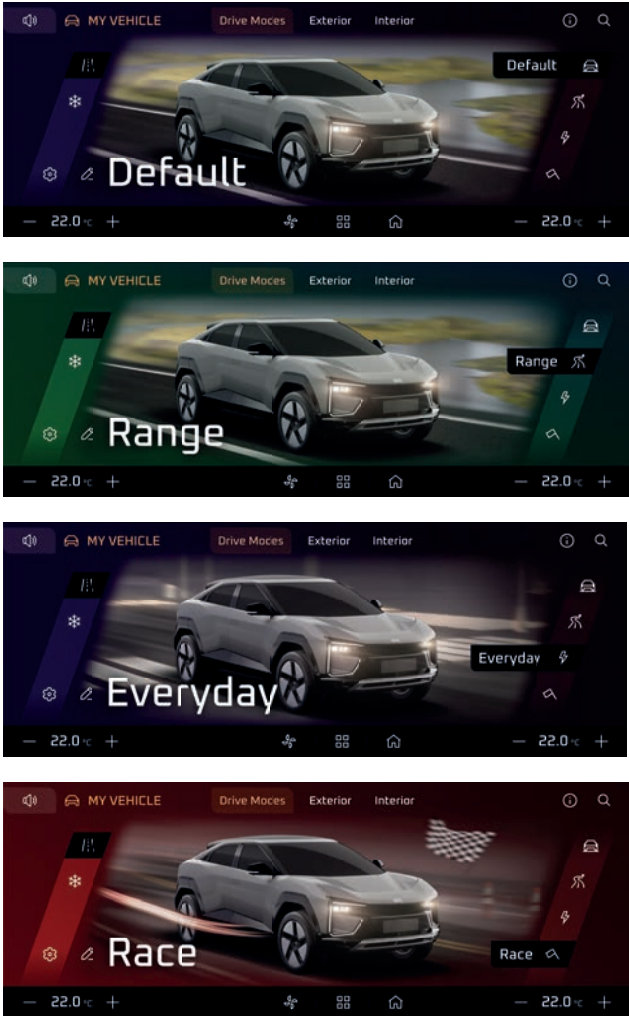 MY VEHICLE Drive Moces Exterior Interior
Default
Default
22.0 °C 22.0 °C
MY VEHICLE Drive Moces Exterior Interior
Range
Range
22.0 °C 22.0 °C
MY VEHICLE Drive Moces Exterior Interior
Everyday
Everyday
22.0 °C 22.0 °C
MY VEHICLE Drive Moces Exterior Interior
Race
Race
22.0 °C 22.0 °C